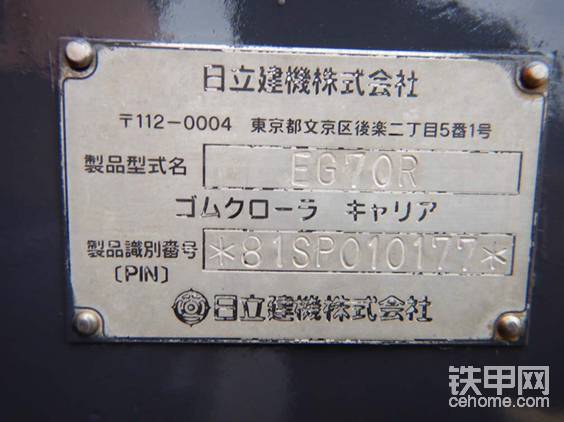 日立建機株式会社
〒112-0004 東京都文京区後楽二丁目5番1号
製品型式名 EG70R
ゴムクローラ キャリア
製品識別番号 *81SP010177*
〔PIN〕
日立建機株式会社
铁甲网
cehome.com